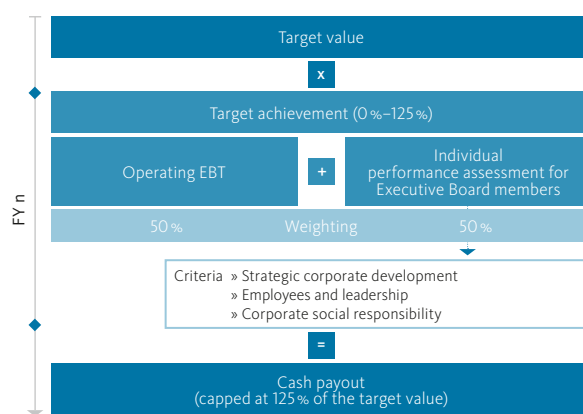 Target value
x
Target achievement (0 %–125 %)
Operating EBT
+
Individual
performance assessment for
Executive Board members
50 % Weighting 50 %
Criteria » Strategic corporate development
» Employees and leadership
» Corporate social responsibility
=
Cash payout
(capped at 125 % of the target value)
FY n